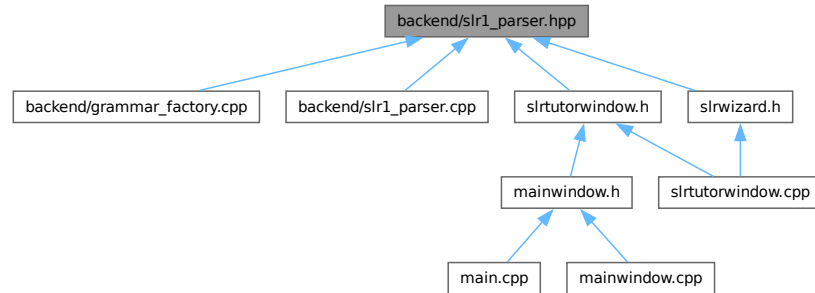 backend/slr1_parser.hpp
backend/grammar_factory.cpp
backend/slr1_parser.cpp
slrtutorwindow.h
slrwizard.h
mainwindow.h
slrtutorwindow.cpp
main.cpp
mainwindow.cpp